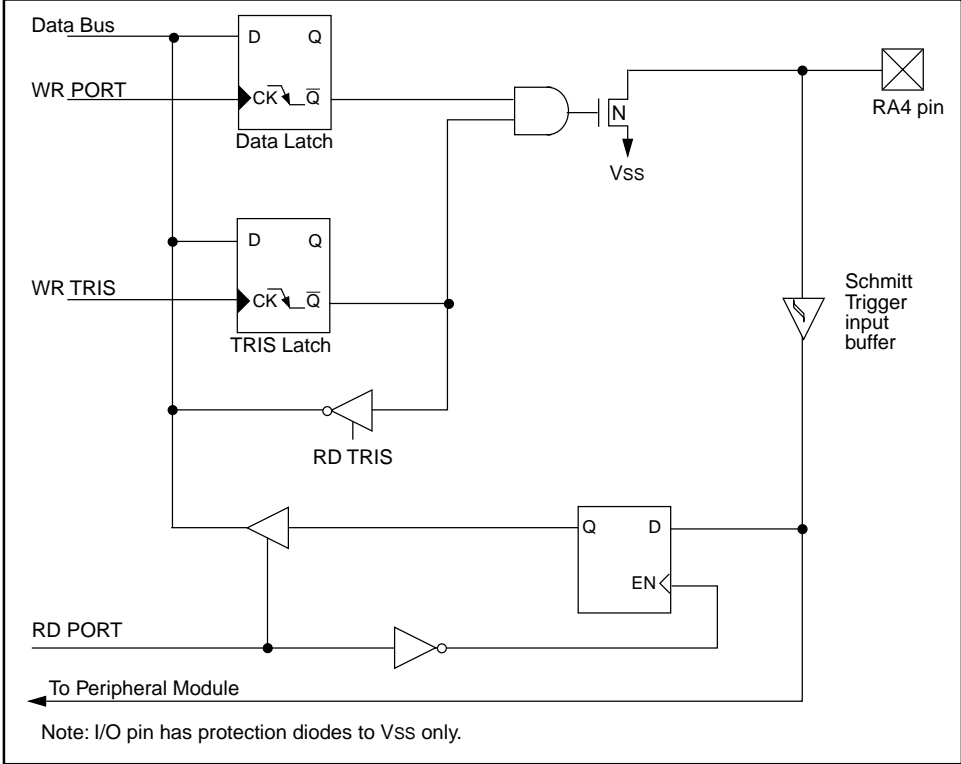 Data Bus
D Q
WR PORT
CK Q̅
Data Latch
N
VSS
RA4 pin
D Q
WR TRIS
CK Q̅
TRIS Latch
Schmitt
Trigger
input
buffer
RD TRIS
Q D
EN
RD PORT
To Peripheral Module
Note: I/O pin has protection diodes to VSS only.